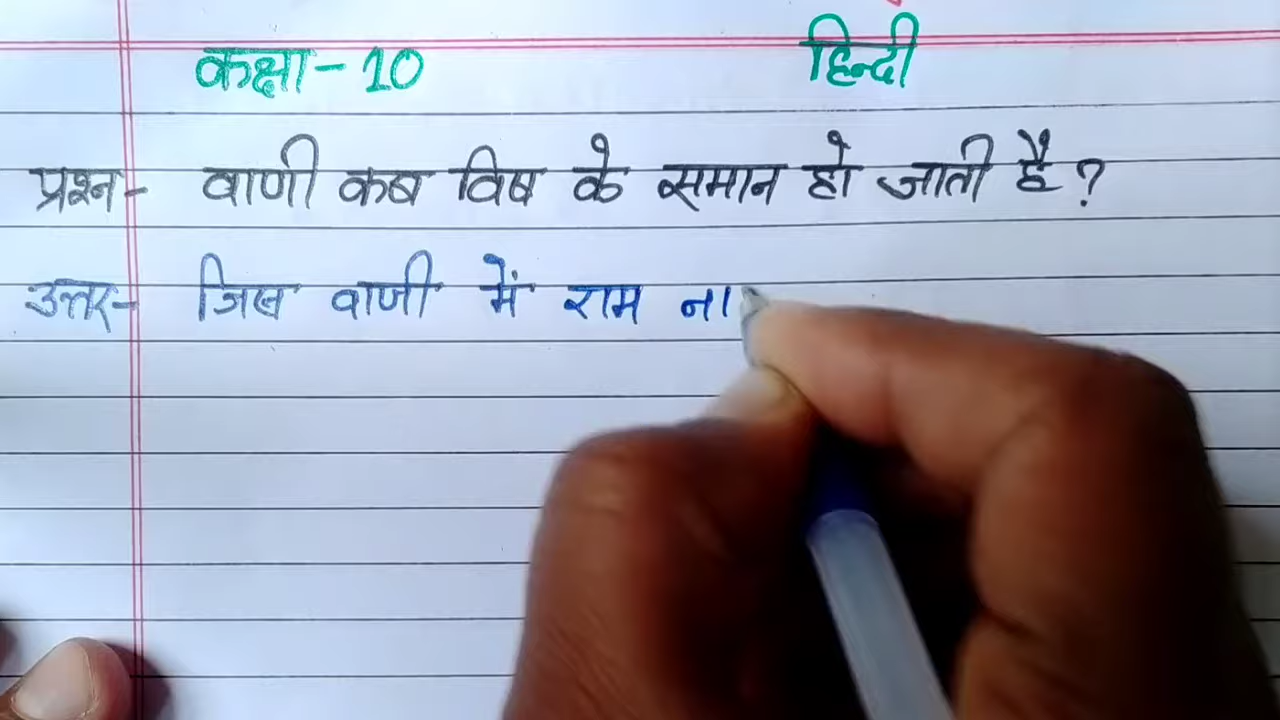 कक्षा - 10 हिन्दी
प्रश्न - वाणी कब विष के समान हो जाती है ?
उत्तर - जिस वाणी में राम ना